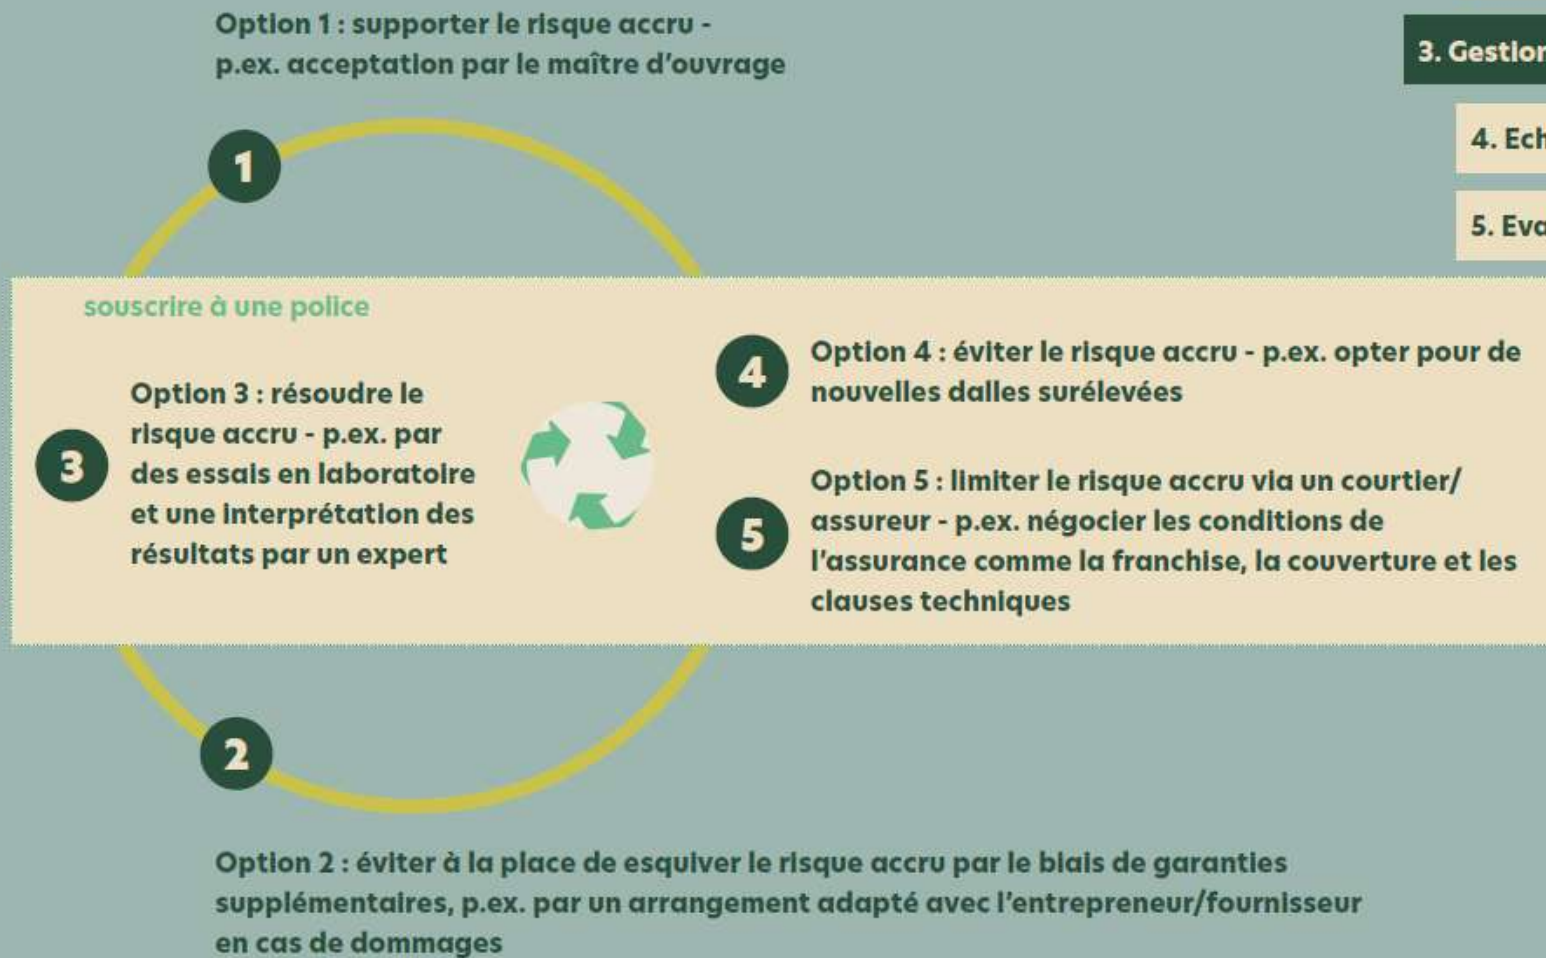 Option 1 : supporter le risque accru -
p.ex. acceptation par le maître d'ouvrage
1
3. Gestion
4. Ech
5. Eva
souscrire à une police
3
Option 3 : résoudre le
risque accru - p.ex. par
des essais en laboratoire
et une interprétation des
résultats par un expert
4
Option 4 : éviter le risque accru - p.ex. opter pour de
nouvelles dalles surélevées
5
Option 5 : limiter le risque accru via un courtier/
assureur - p.ex. négocier les conditions de
l'assurance comme la franchise, la couverture et les
clauses techniques
2
Option 2 : éviter à la place de esquiver le risque accru par le biais de garanties
supplémentaires, p.ex. par un arrangement adapté avec l'entrepreneur/fournisseur
en cas de dommages